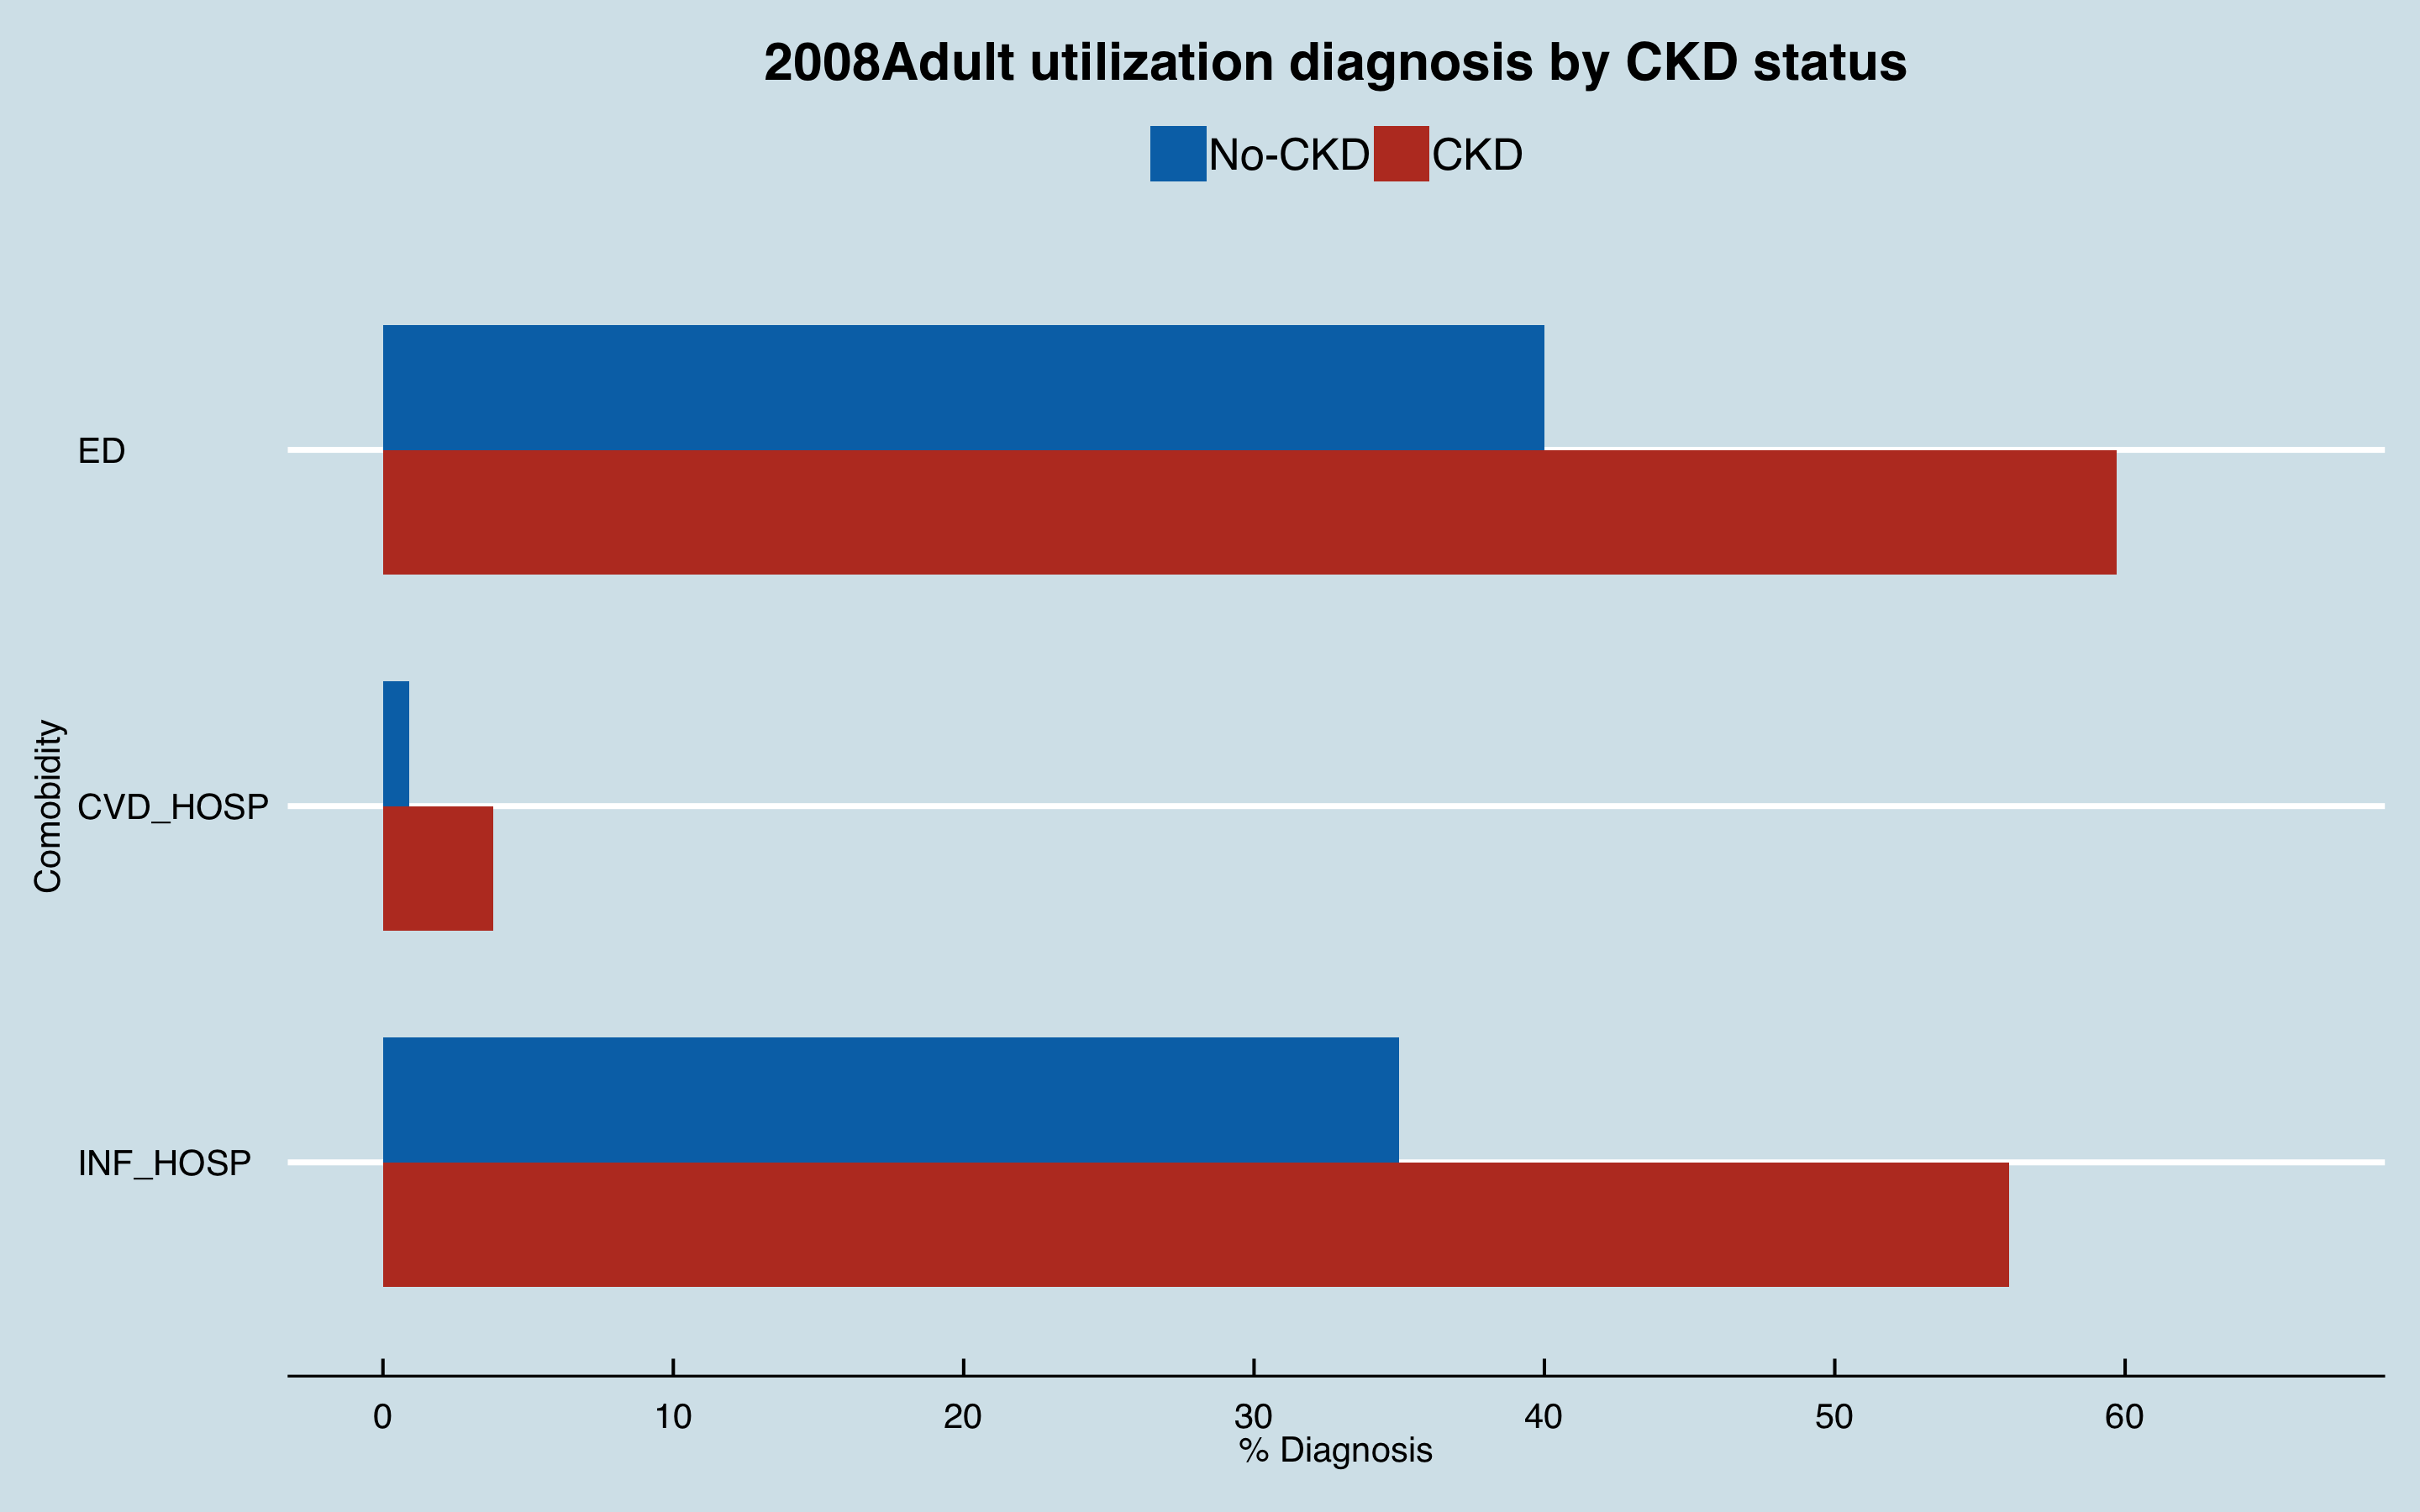 2008Adult utilization diagnosis by CKD status
No-CKD CKD
ED
CVD_HOSP
INF_HOSP
Comobidity
0 10 20 30 40 50 60
% Diagnosis